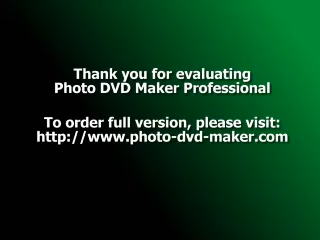 Thank you for evaluating
Photo DVD Maker Professional
To order full version, please visit:
http://www.photo-dvd-maker.com